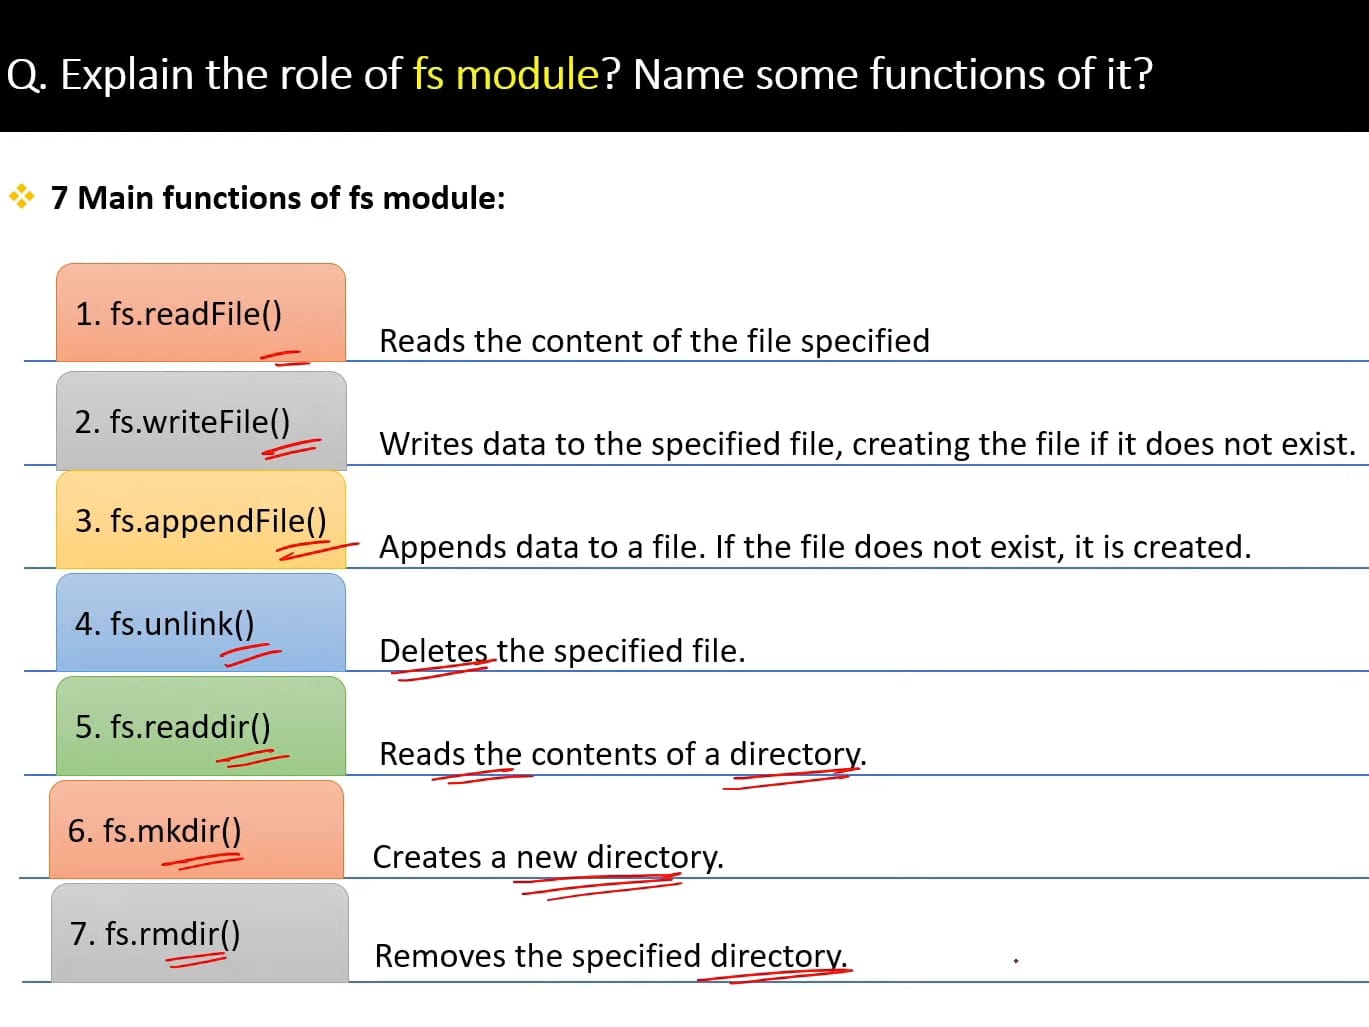 Q. Explain the role of fs module? Name some functions of it?
7 Main functions of fs module:
1. fs.readFile()
Reads the content of the file specified
2. fs.writeFile()
Writes data to the specified file, creating the file if it does not exist.
3. fs.appendFile()
Appends data to a file. If the file does not exist, it is created.
4. fs.unlink()
Deletes the specified file.
5. fs.readdir()
Reads the contents of a directory.
6. fs.mkdir()
Creates a new directory.
7. fs.rmdir()
Removes the specified directory.